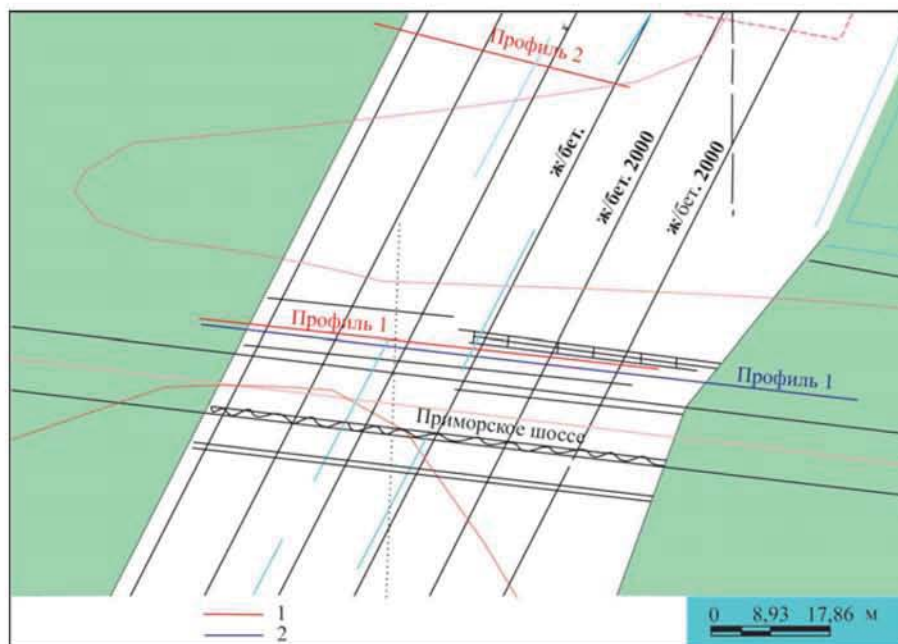 Профиль 2
ж/бет.
ж/бет. 2000
ж/бет. 2000
Профиль 1
Профиль 1
Приморское шоссе
1
2
0 8,93 17,86 м